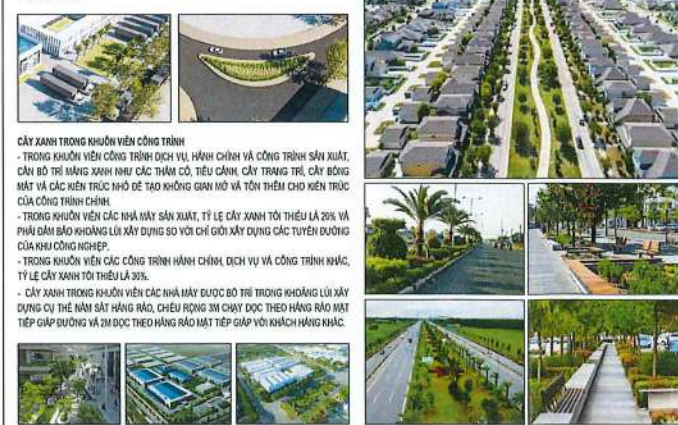 CÂY XANH TRONG KHUÔN VIÊN CÔNG TRÌNH
- TRONG KHUÔN VIÊN CÔNG TRÌNH DỊCH VỤ, HÀNH CHÍNH VÀ CÔNG TRÌNH SẢN XUẤT,
CẦN BỐ TRÍ MẢNG XANH NHƯ CÁC THẢM CỎ, TIỂU CẢNH, CÂY TRANG TRÍ, CÂY BÓNG
MÁT VÀ CÁC KIẾN TRÚC NHỎ ĐỂ TẠO KHÔNG GIAN MỞ VÀ TÔN THÊM CHO KIẾN TRÚC
CỦA CÔNG TRÌNH CHÍNH.
- TRONG KHUÔN VIÊN CÁC NHÀ MÁY SẢN XUẤT, TỶ LỆ CÂY XANH TỐI THIỂU LÀ 20% VÀ
PHẢI ĐẢM BẢO KHOẢNG LÙI XÂY DỰNG SO VỚI CHỈ GIỚI XÂY DỰNG CÁC TUYẾN ĐƯỜNG
CỦA KHU CÔNG NGHIỆP.
- TRONG KHUÔN VIÊN CÁC CÔNG TRÌNH HÀNH CHÍNH, DỊCH VỤ VÀ CÔNG TRÌNH KHÁC,
TỶ LỆ CÂY XANH TỐI THIỂU LÀ 30%.
- CÂY XANH TRONG KHUÔN VIÊN CÁC NHÀ MÁY ĐƯỢC BỐ TRÍ TRONG KHOẢNG LÙI XÂY
DỰNG CỤ THỂ NẰM SÁT HÀNG RÀO, CHIỀU RỘNG 3M CHẠY DỌC THEO HÀNG RÀO MẶT
TIẾP GIÁP ĐƯỜNG VÀ 2M DỌC THEO HÀNG RÀO MẶT TIẾP GIÁP VỚI KHÁCH HÀNG KHÁC.